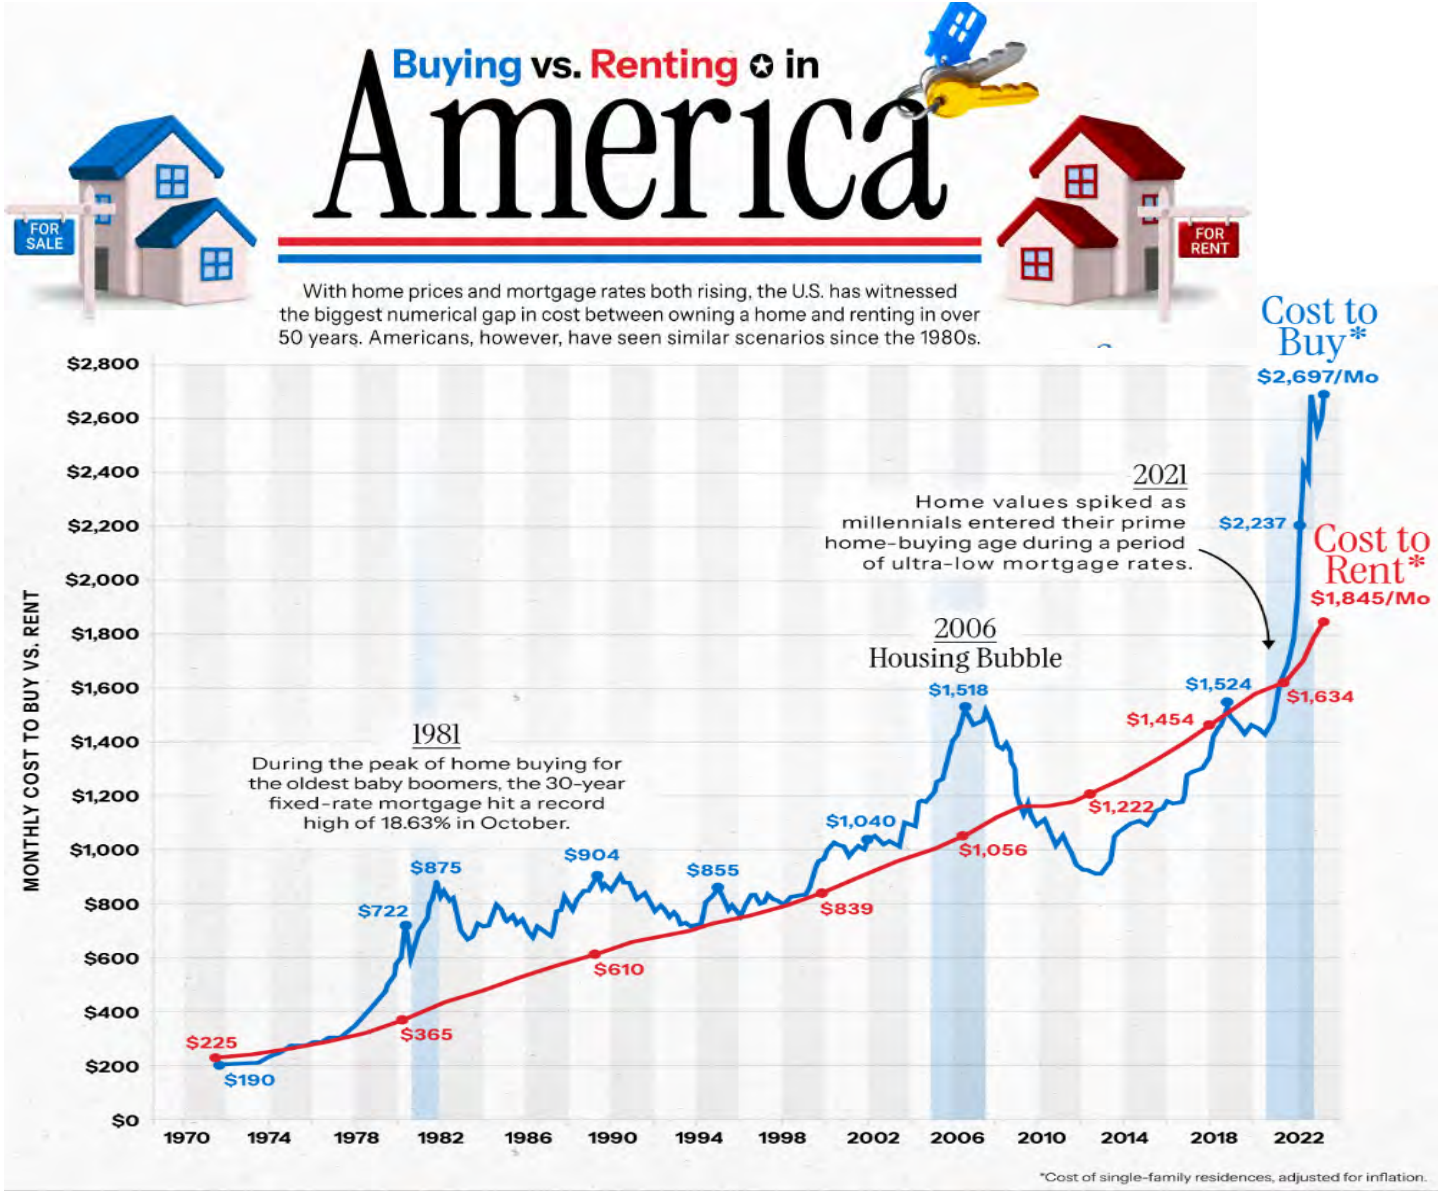 Buying vs. Renting in
America
FOR
SALE
FOR
RENT
With home prices and mortgage rates both rising, the U.S. has witnessed
the biggest numerical gap in cost between owning a home and renting in over
50 years. Americans, however, have seen similar scenarios since the 1980s.
Cost to
Buy*
$2,697/Mo
$2,800
$2,600
$2,400
$2,200
$2,000
$1,800
$1,600
$1,400
$1,200
$1,000
$800
$600
$400
$200
$0
MONTHLY COST TO BUY VS. RENT
2021
Home values spiked as
millennials entered their prime
home-buying age during a period
of ultra-low mortgage rates.
$2,237
Cost to
Rent*
$1,845/Mo
2006
Housing Bubble
$1,518
$1,524
$1,634
$1,454
1981
During the peak of home buying for
the oldest baby boomers, the 30-year
fixed-rate mortgage hit a record
high of 18.63% in October.
$1,222
$1,040
$1,056
$904
$875
$855
$722
$839
$610
$365
$225
$190
1970 1974 1978 1982 1986 1990 1994 1998 2002 2006 2010 2014 2018 2022
*Cost of single-family residences, adjusted for inflation.